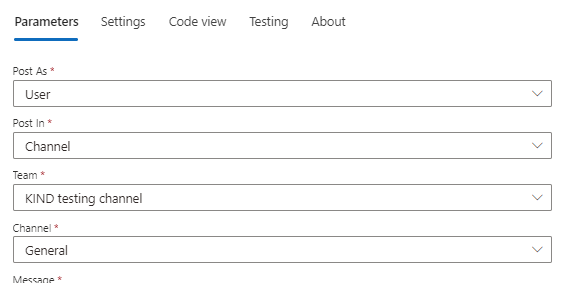 Parameters Settings Code view Testing About
Post As *
User
Post In *
Channel
Team *
KIND testing channel
Channel *
General
Message *